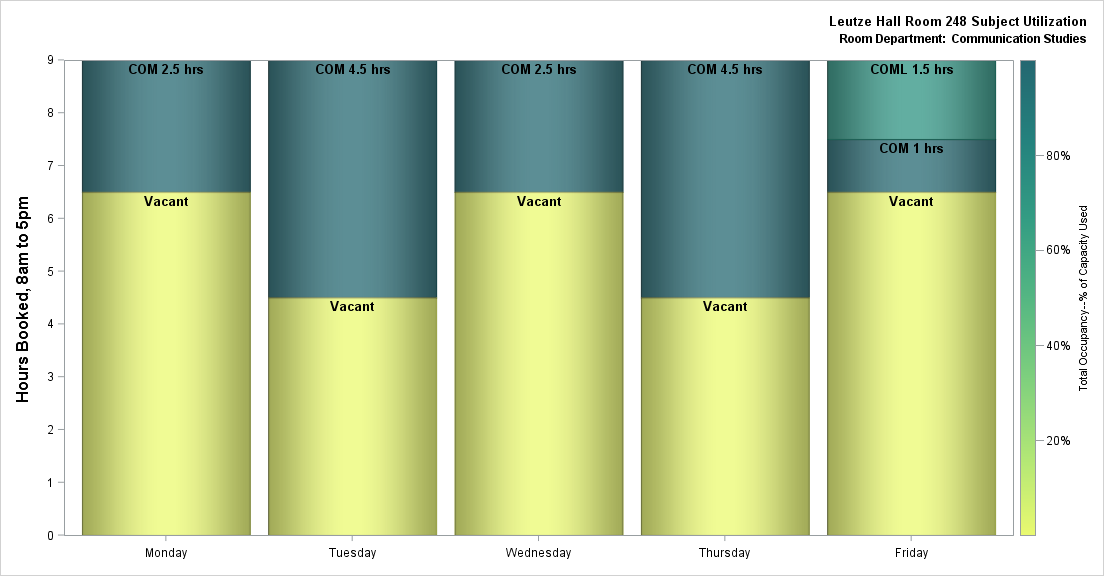 Leutze Hall Room 248 Subject Utilization
Room Department: Communication Studies
Hours Booked, 8am to 5pm
9
8
7
6
5
4
3
2
1
0
COM 2.5 hrs
Vacant
COM 4.5 hrs
Vacant
COM 2.5 hrs
Vacant
COM 4.5 hrs
Vacant
COML 1.5 hrs
COM 1 hrs
Vacant
Monday
Tuesday
Wednesday
Thursday
Friday
80%
60%
40%
20%
Total Occupancy--% of Capacity Used